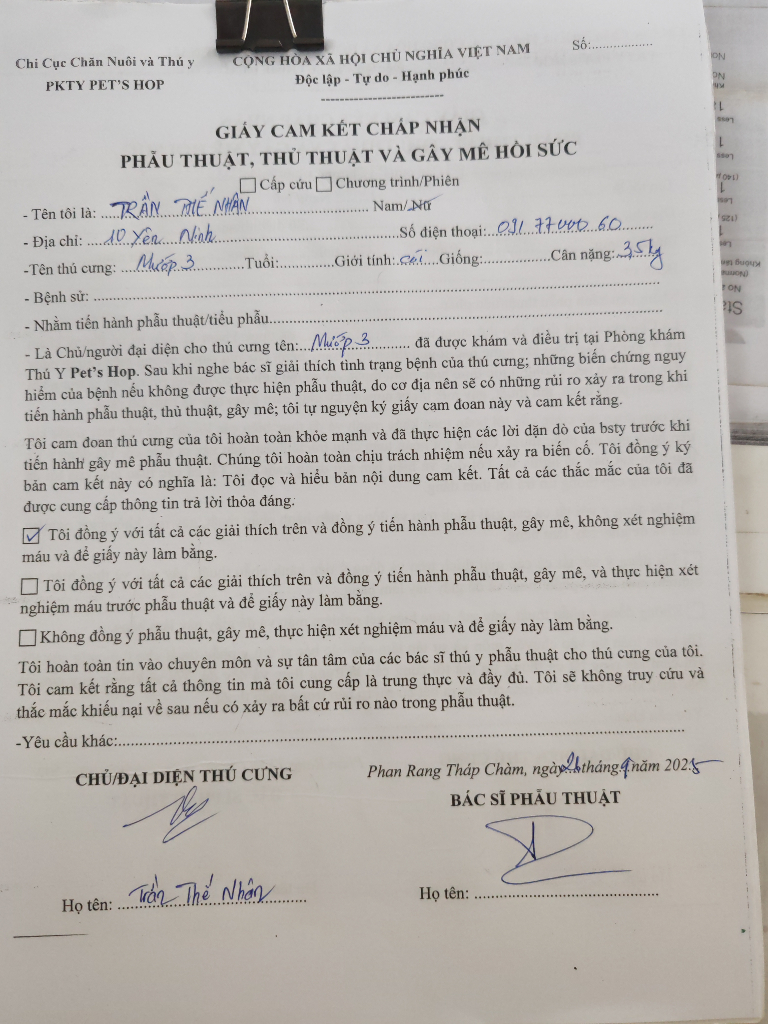 Chi Cục Chăn Nuôi và Thú y CỘNG HÒA XÃ HỘI CHỦ NGHĨA VIỆT NAM Số:................
PKTY PET'S HOP Độc lập - Tự do - Hạnh phúc
--------------------------
GIẤY CAM KẾT CHẤP NHẬN
PHẪU THUẬT, THỦ THUẬT VÀ GÂY MÊ HỒI SỨC
Cấp cứu Chương trình/Phiên
- Tên tôi là: TRẦN THẾ NHÂN Nam/Nữ
- Địa chỉ: 10 Yên Ninh Số điện thoại: 091 77 000 60
-Tên thú cưng: Mướp 3 Tuổi:............Giới tính: cái Giống:............Cân nặng: 3,5kg
- Bệnh sử: ................
- Nhằm tiến hành phẫu thuật/tiểu phẫu................
- Là Chủ/người đại diện cho thú cưng tên: Mướp 3 đã được khám và điều trị tại Phòng khám
Thú Y Pet's Hop. Sau khi nghe bác sĩ giải thích tình trạng bệnh của thú cưng; những biến chứng nguy
hiểm của bệnh nếu không được thực hiện phẫu thuật, do cơ địa nên sẽ có những rủi ro xảy ra trong khi
tiến hành phẫu thuật, thủ thuật, gây mê; tôi tự nguyện ký giấy cam đoan này và cam kết rằng.
Tôi cam đoan thú cưng của tôi hoàn toàn khỏe mạnh và đã thực hiện các lời dặn dò của bsty trước khi
tiến hành gây mê phẫu thuật. Chúng tôi hoàn toàn chịu trách nhiệm nếu xảy ra biến cố. Tôi đồng ý ký
bản cam kết này có nghĩa là: Tôi đọc và hiểu bản nội dung cam kết. Tất cả các thắc mắc của tôi đã
được cung cấp thông tin trả lời thỏa đáng.
Tôi đồng ý với tất cả các giải thích trên và đồng ý tiến hành phẫu thuật, gây mê, không xét nghiệm
máu và để giấy này làm bằng.
Tôi đồng ý với tất cả các giải thích trên và đồng ý tiến hành phẫu thuật, gây mê, và thực hiện xét
nghiệm máu trước phẫu thuật và để giấy này làm bằng.
Không đồng ý phẫu thuật, gây mê, thực hiện xét nghiệm máu và để giấy này làm bằng.
Tôi hoàn toàn tin vào chuyên môn và sự tận tâm của các bác sĩ thú y phẫu thuật cho thú cưng của tôi.
Tôi cam kết rằng tất cả thông tin mà tôi cung cấp là trung thực và đầy đủ. Tôi sẽ không truy cứu và
thắc mắc khiếu nại về sau nếu có xảy ra bất cứ rủi ro nào trong phẫu thuật.
-Yêu cầu khác:................
Phan Rang Tháp Chàm, ngày 26 tháng 9 năm 2025
CHỦ/ĐẠI DIỆN THÚ CƯNG BÁC SĨ PHẪU THUẬT
Họ tên: Trần Thế Nhân Họ tên: ................